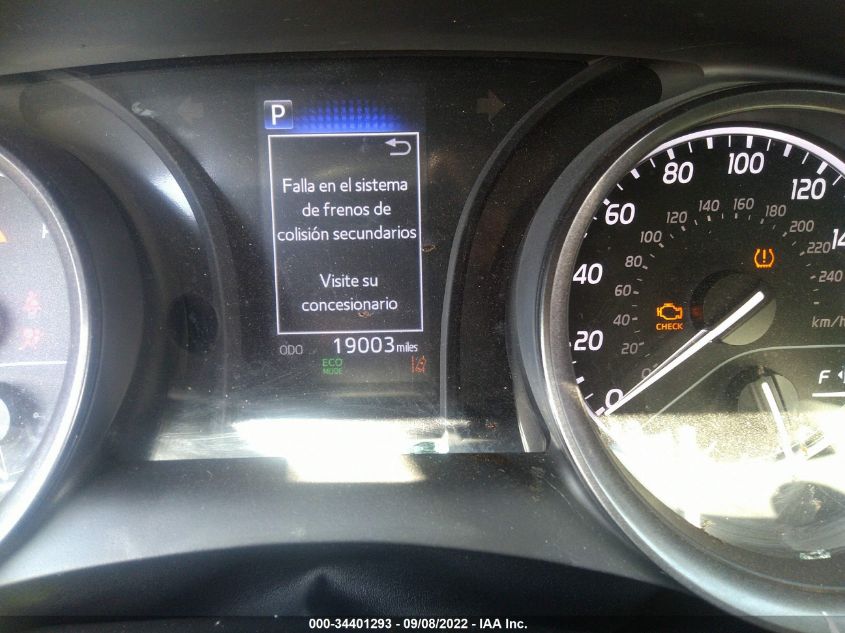 P
Falla en el sistema
de frenos de
colisión secundarios
Visite su
concesionario
ODO 19003 miles
ECO
MODE
0
20
40
60
80
100
120
14
0
20
40
60
80
100
120
140
160
180
200
220
240
km/h
CHECK
F
000-34401293 - 09/08/2022 - IAA Inc.